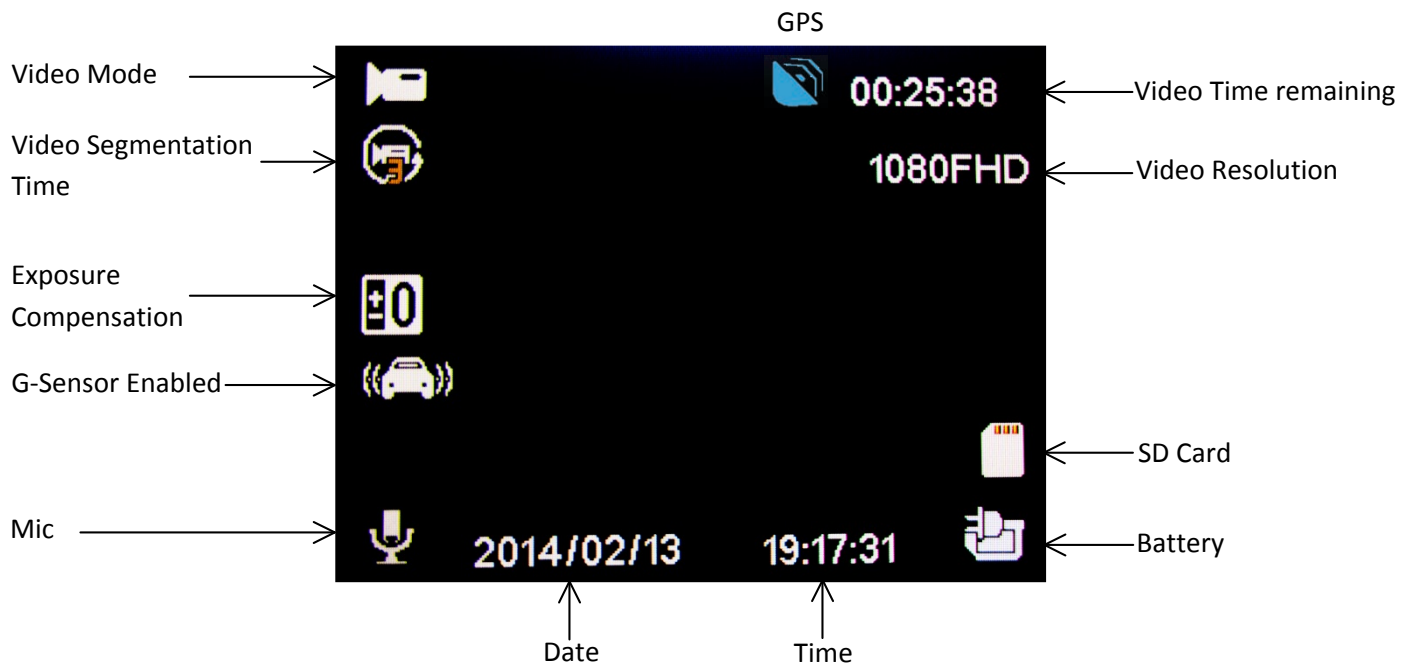 GPS
Video Mode
00:25:38
Video Time remaining
Video Segmentation
Time
3
1080FHD
Video Resolution
Exposure
Compensation
±0
G-Sensor Enabled
SD Card
Mic
2014/02/13
19:17:31
Battery
Date
Time